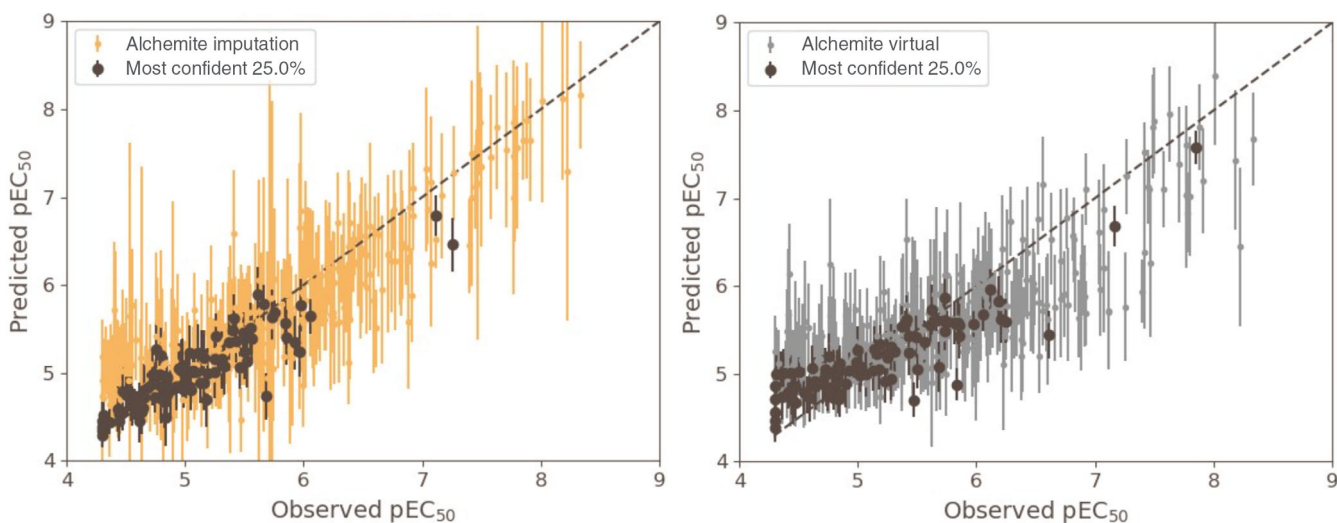 Alchemite imputation
Most confident 25.0%
9
8
7
6
5
4
Predicted pEC₅₀
4 5 6 7 8 9
Observed pEC₅₀
Alchemite virtual
Most confident 25.0%
9
8
7
6
5
4
Predicted pEC₅₀
4 5 6 7 8 9
Observed pEC₅₀